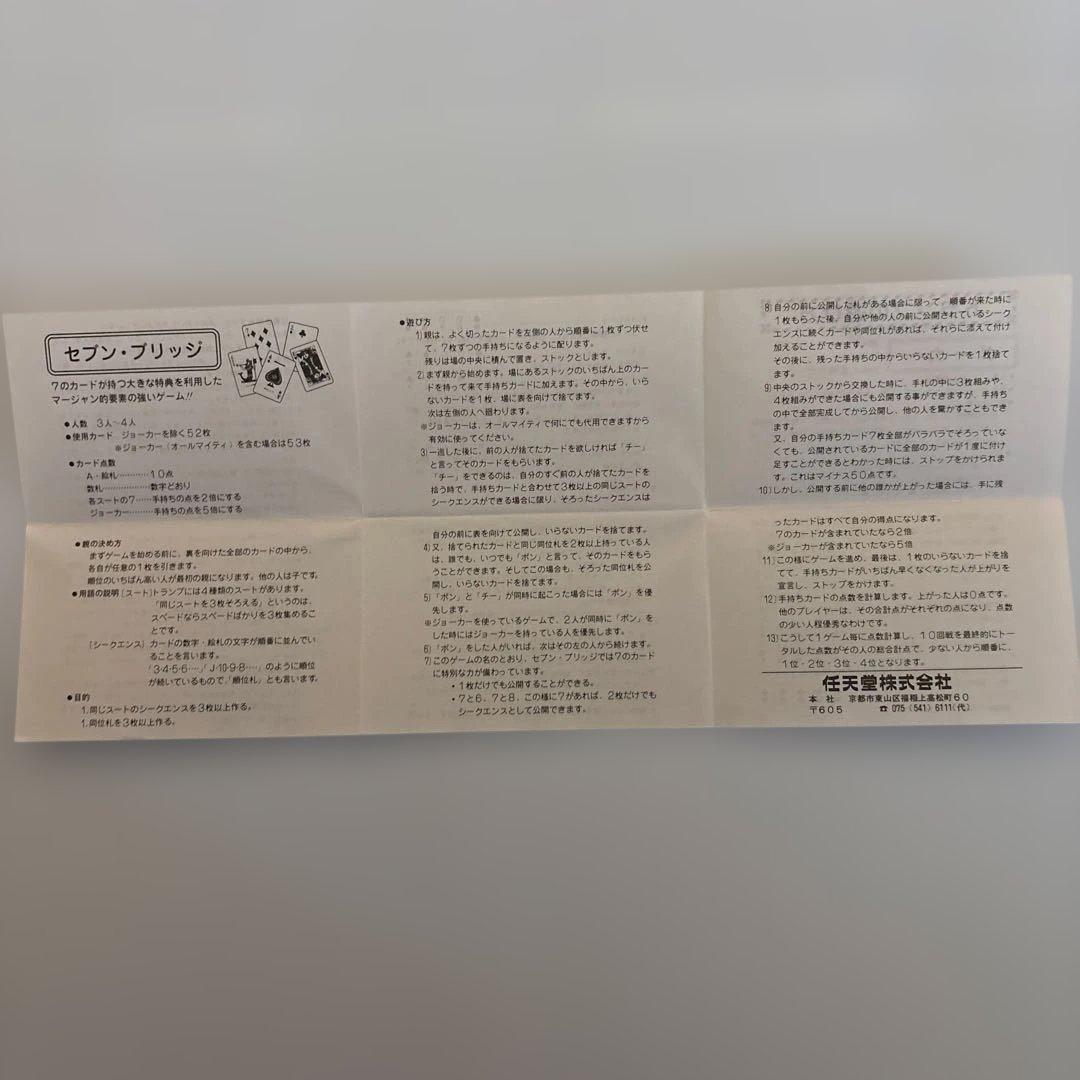 セブン・ブリッジ
7のカードが持つ大きな特典を利用した
マージャン的要素の強いゲーム!!
●人数 3人~4人
●使用カード ジョーカーを除く52枚
※ジョーカー(オールマイティ)を含む場合は53枚
●カード点数
A・絵札…………10点
数札………………数字どおり
各スートの7……手持ちの点を2倍にする
ジョーカー………手持ちの点を5倍にする
●親の決め方
まずゲームを始める前に、裏を向けた全部のカードの中から、
各自が任意の1枚を引きます。
順位のいちばん高い人が最初の親になります。他の人は子です。
●用語の説明〔スート〕トランプには4種類のスートがあります。
「同じスートを3枚そろえる」というのは、
スペードならスペードばかりを3枚集めるこ
とです。
〔シークエンス〕カードの数字・絵札の文字が順番に並んでい
ることを言います。
「3・4・5・6‥‥」「J・10・9・8‥‥」のように順位
が続いているもので、「順位札」とも言います。
●目的
1.同じスートのシークエンスを3枚以上作る。
1.同位札を3枚以上作る。
●遊び方
1)親は、よく切ったカードを左側の人から順番に1枚ずつ伏せ
て、7枚ずつの手持ちになるように配ります。
残りは場の中央に積んで置き、ストックとします。
2)まず親から始めます。場にあるストックのいちばん上のカー
ドを持って来て手持ちカードに加えます。その中から、いら
ないカードを1枚、場に表を向けて捨てます。
次は左側の人へ廻わります。
※ジョーカーは、オールマイティで何にでも代用できますから
有効に使ってください。
3)一巡した後に、前の人が捨てたカードを欲しければ「チー」
と言ってそのカードをもらいます。
「チー」をできるのは、自分のすぐ前の人が捨てたカードを
拾う時で、手持ちカードと合わせて3枚以上の同じスートの
シークエンスができる場合に限り、そろったシークエンスは
自分の前に表を向けて公開し、いらないカードを捨てます。
4)又、捨てられたカードと同じ同位札を2枚以上持っている人
は、誰でも、いつでも「ポン」と言って、そのカードをもら
うことができます。そしてこの場合も、そろった同位札を公
開し、いらないカードを捨てます。
5)「ポン」と「チー」が同時に起こった場合には「ポン」を優
先します。
※ジョーカーを使っているゲームで、2人が同時に「ポン」を
した時にはジョーカーを持っている人を優先します。
6)「ポン」をした人がいれば、次はその左の人から続けます。
7)このゲームの名のとおり、セブン・ブリッジでは7のカード
に特別な力が備わっています。
・1枚だけでも公開することができる。
・7と6、7と8、この様に7があれば、2枚だけでも
シークエンスとして公開できます。
8)自分の前に公開した札がある場合に限って、順番が来た時に
1枚もらった後、自分や他の人の前に公開されているシーク
エンスに続くカードや同位札があれば、それらに添えて付け
加えることができます。
その後に、残った手持ちの中からいらないカードを1枚捨て
ます。
9)中央のストックから交換した時に、手札の中に3枚組みや、
4枚組みができた場合にも公開する事ができますが、手持ち
の中で全部完成してから公開し、他の人を驚かすこともでき
ます。
又、自分の手持ちカード7枚全部がバラバラでそろっていな
くても、公開されているカードに全部のカードが1度に付け
足すことができるとわかった時には、ストップをかけられま
す。これはマイナス50点です。
10)しかし、公開する前に他の誰かが上がった場合には、手に残
ったカードはすべて自分の得点になります。
7のカードが含まれていたなら2倍
※ジョーカーが含まれていたなら5倍
11)この様にゲームを進め、最後は、1枚のいらないカードを捨
てて、手持ちカードがいちばん早くなくなった人が上がりを
宣言し、ストップをかけます。
12)手持ちカードの点数を計算します。上がった人は0点です。
他のプレイヤーは、その合計点がそれぞれの点になり、点数
の少い人程優秀なわけです。
13)こうして1ゲーム毎に点数計算し、10回戦を最終的にトー
タルした点数がその人の総合計点で、少ない人から順番に、
1位・2位・3位・4位となります。
任天堂株式会社
本 社 京都市東山区福稲上高松町60
〒605 ☎ 075 (541) 6111(代)